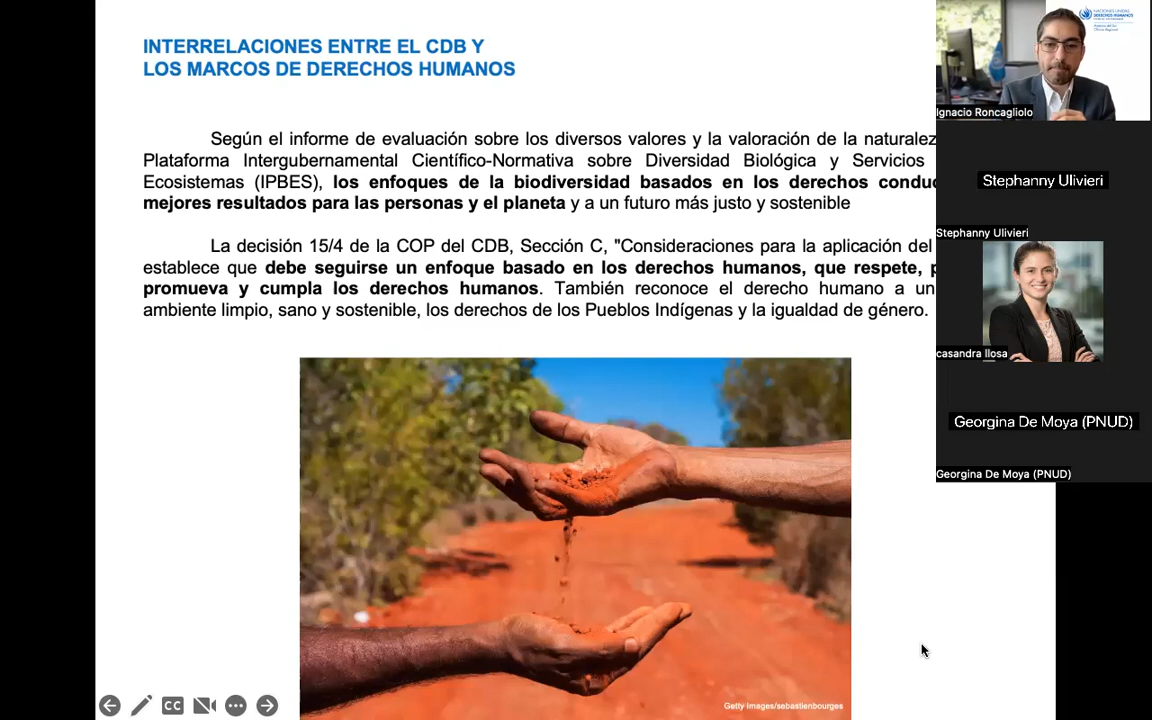 INTERRELACIONES ENTRE EL CDB Y
LOS MARCOS DE DERECHOS HUMANOS
Según el informe de evaluación sobre los diversos valores y la valoración de la naturalez
Plataforma Intergubernamental Científico-Normativa sobre Diversidad Biológica y Servicios
Ecosistemas (IPBES), los enfoques de la biodiversidad basados en los derechos conduc
mejores resultados para las personas y el planeta y a un futuro más justo y sostenible
La decisión 15/4 de la COP del CDB, Sección C, "Consideraciones para la aplicación del
establece que debe seguirse un enfoque basado en los derechos humanos, que respete, p
promueva y cumpla los derechos humanos. También reconoce el derecho humano a un
ambiente limpio, sano y sostenible, los derechos de los Pueblos Indígenas y la igualdad de género.
Getty Images/sebastienbourges
CC
NACIONES UNIDAS
DERECHOS HUMANOS
Ignacio Roncagliolo
Stephanny Ulivieri
Stephanny Ulivieri
casandra llosa
Georgina De Moya (PNUD)
Georgina De Moya (PNUD)